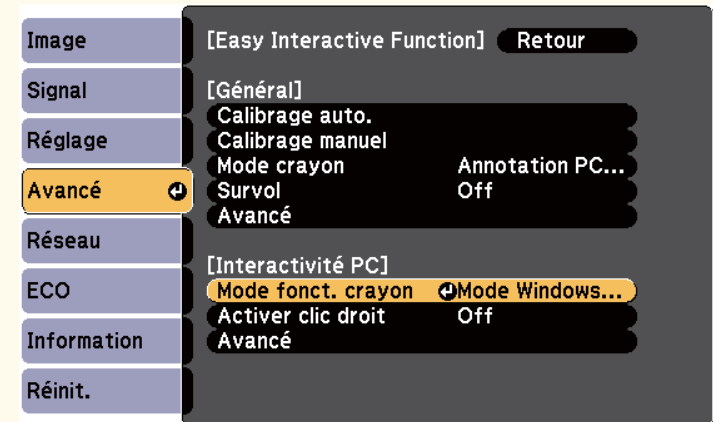 Image
Signal
Réglage
Avancé
Réseau
ECO
Information
Réinit.
[Easy Interactive Function] Retour
[Général]
Calibrage auto.
Calibrage manuel
Mode crayon Annotation PC...
Survol Off
Avancé
[Interactivité PC]
Mode fonct. crayon Mode Windows...
Activer clic droit Off
Avancé